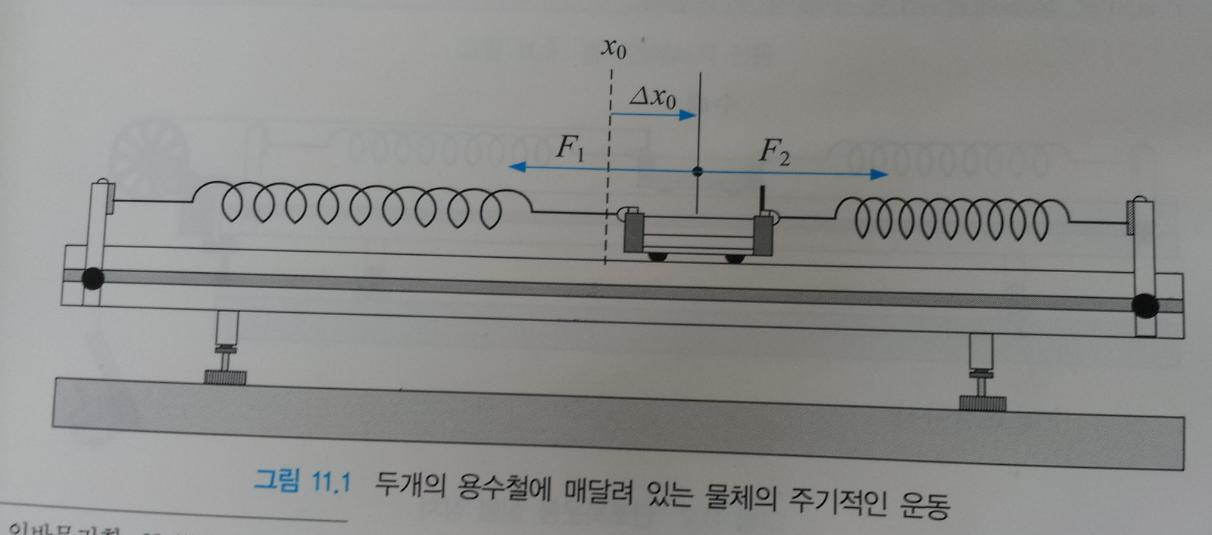 x₀
Δx₀
F₁
F₂
그림 11.1 두개의 용수철에 매달려 있는 물체의 주기적인 운동